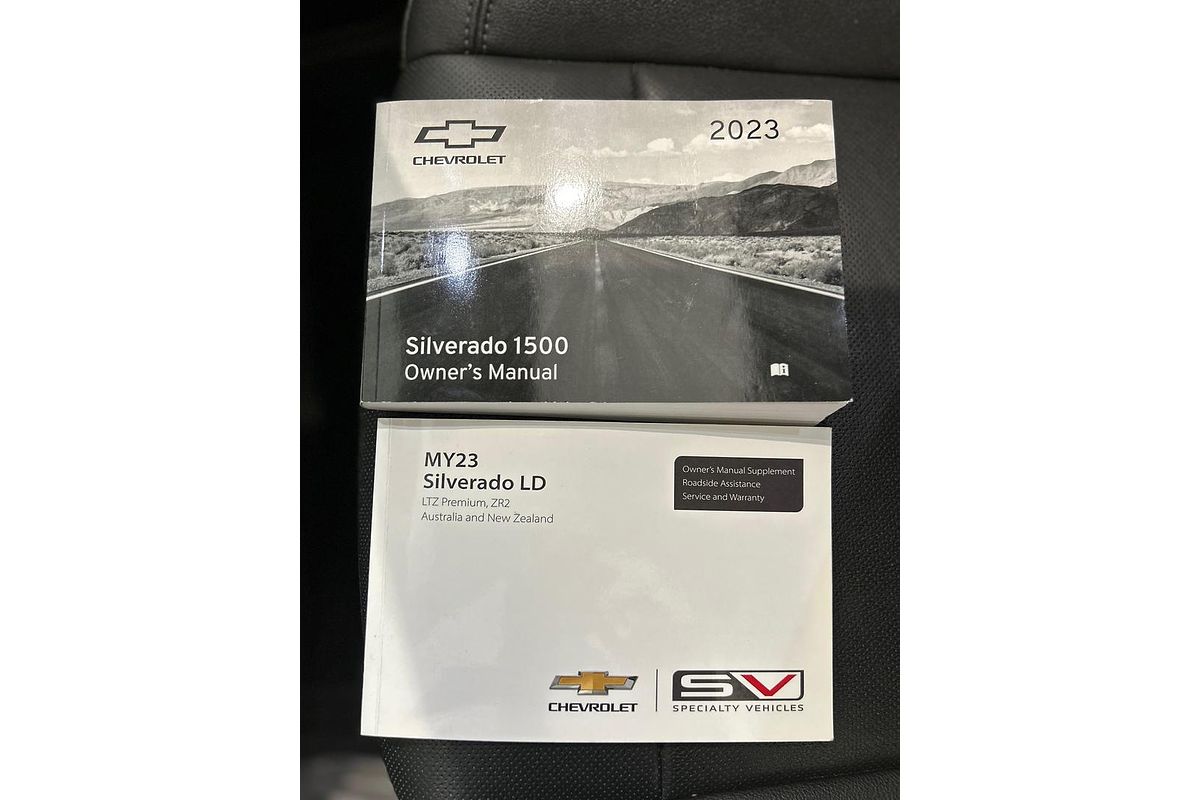 CHEVROLET
2023
Silverado 1500
Owner's Manual
MY23
Silverado LD
LTZ Premium, ZR2
Australia and New Zealand
Owner's Manual Supplement
Roadside Assistance
Service and Warranty
CHEVROLET
SV
SPECIALTY VEHICLES